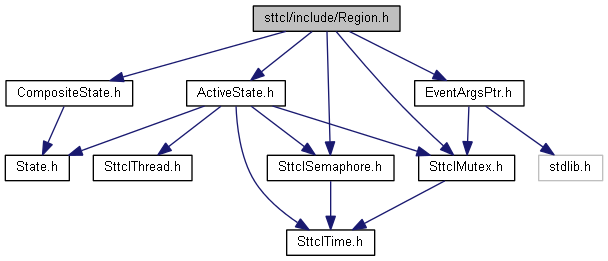 sttcl/include/Region.h
CompositeState.h
ActiveState.h
EventArgsPtr.h
State.h
SttclThread.h
SttclSemaphore.h
SttclMutex.h
stdlib.h
SttclTime.h